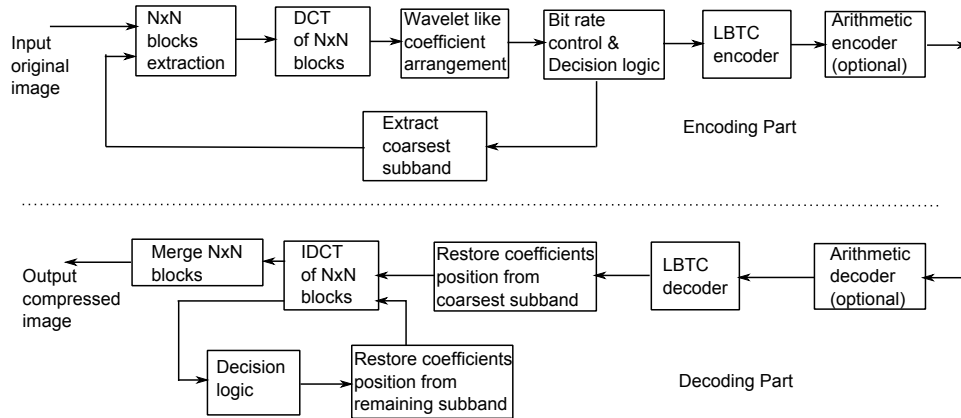 Input
original
image
NxN
blocks
extraction
DCT
of NxN
blocks
Wavelet like
coefficient
arrangement
Bit rate
control &
Decision logic
LBTC
encoder
Arithmetic
encoder
(optional)
Extract
coarsest
subband
Encoding Part
Output
compressed
image
Merge NxN
blocks
IDCT
of NxN
blocks
Restore coefficients
position from
coarsest subband
LBTC
decoder
Arithmetic
decoder
(optional)
Decision
logic
Restore coefficients
position from
remaining subband
Decoding Part